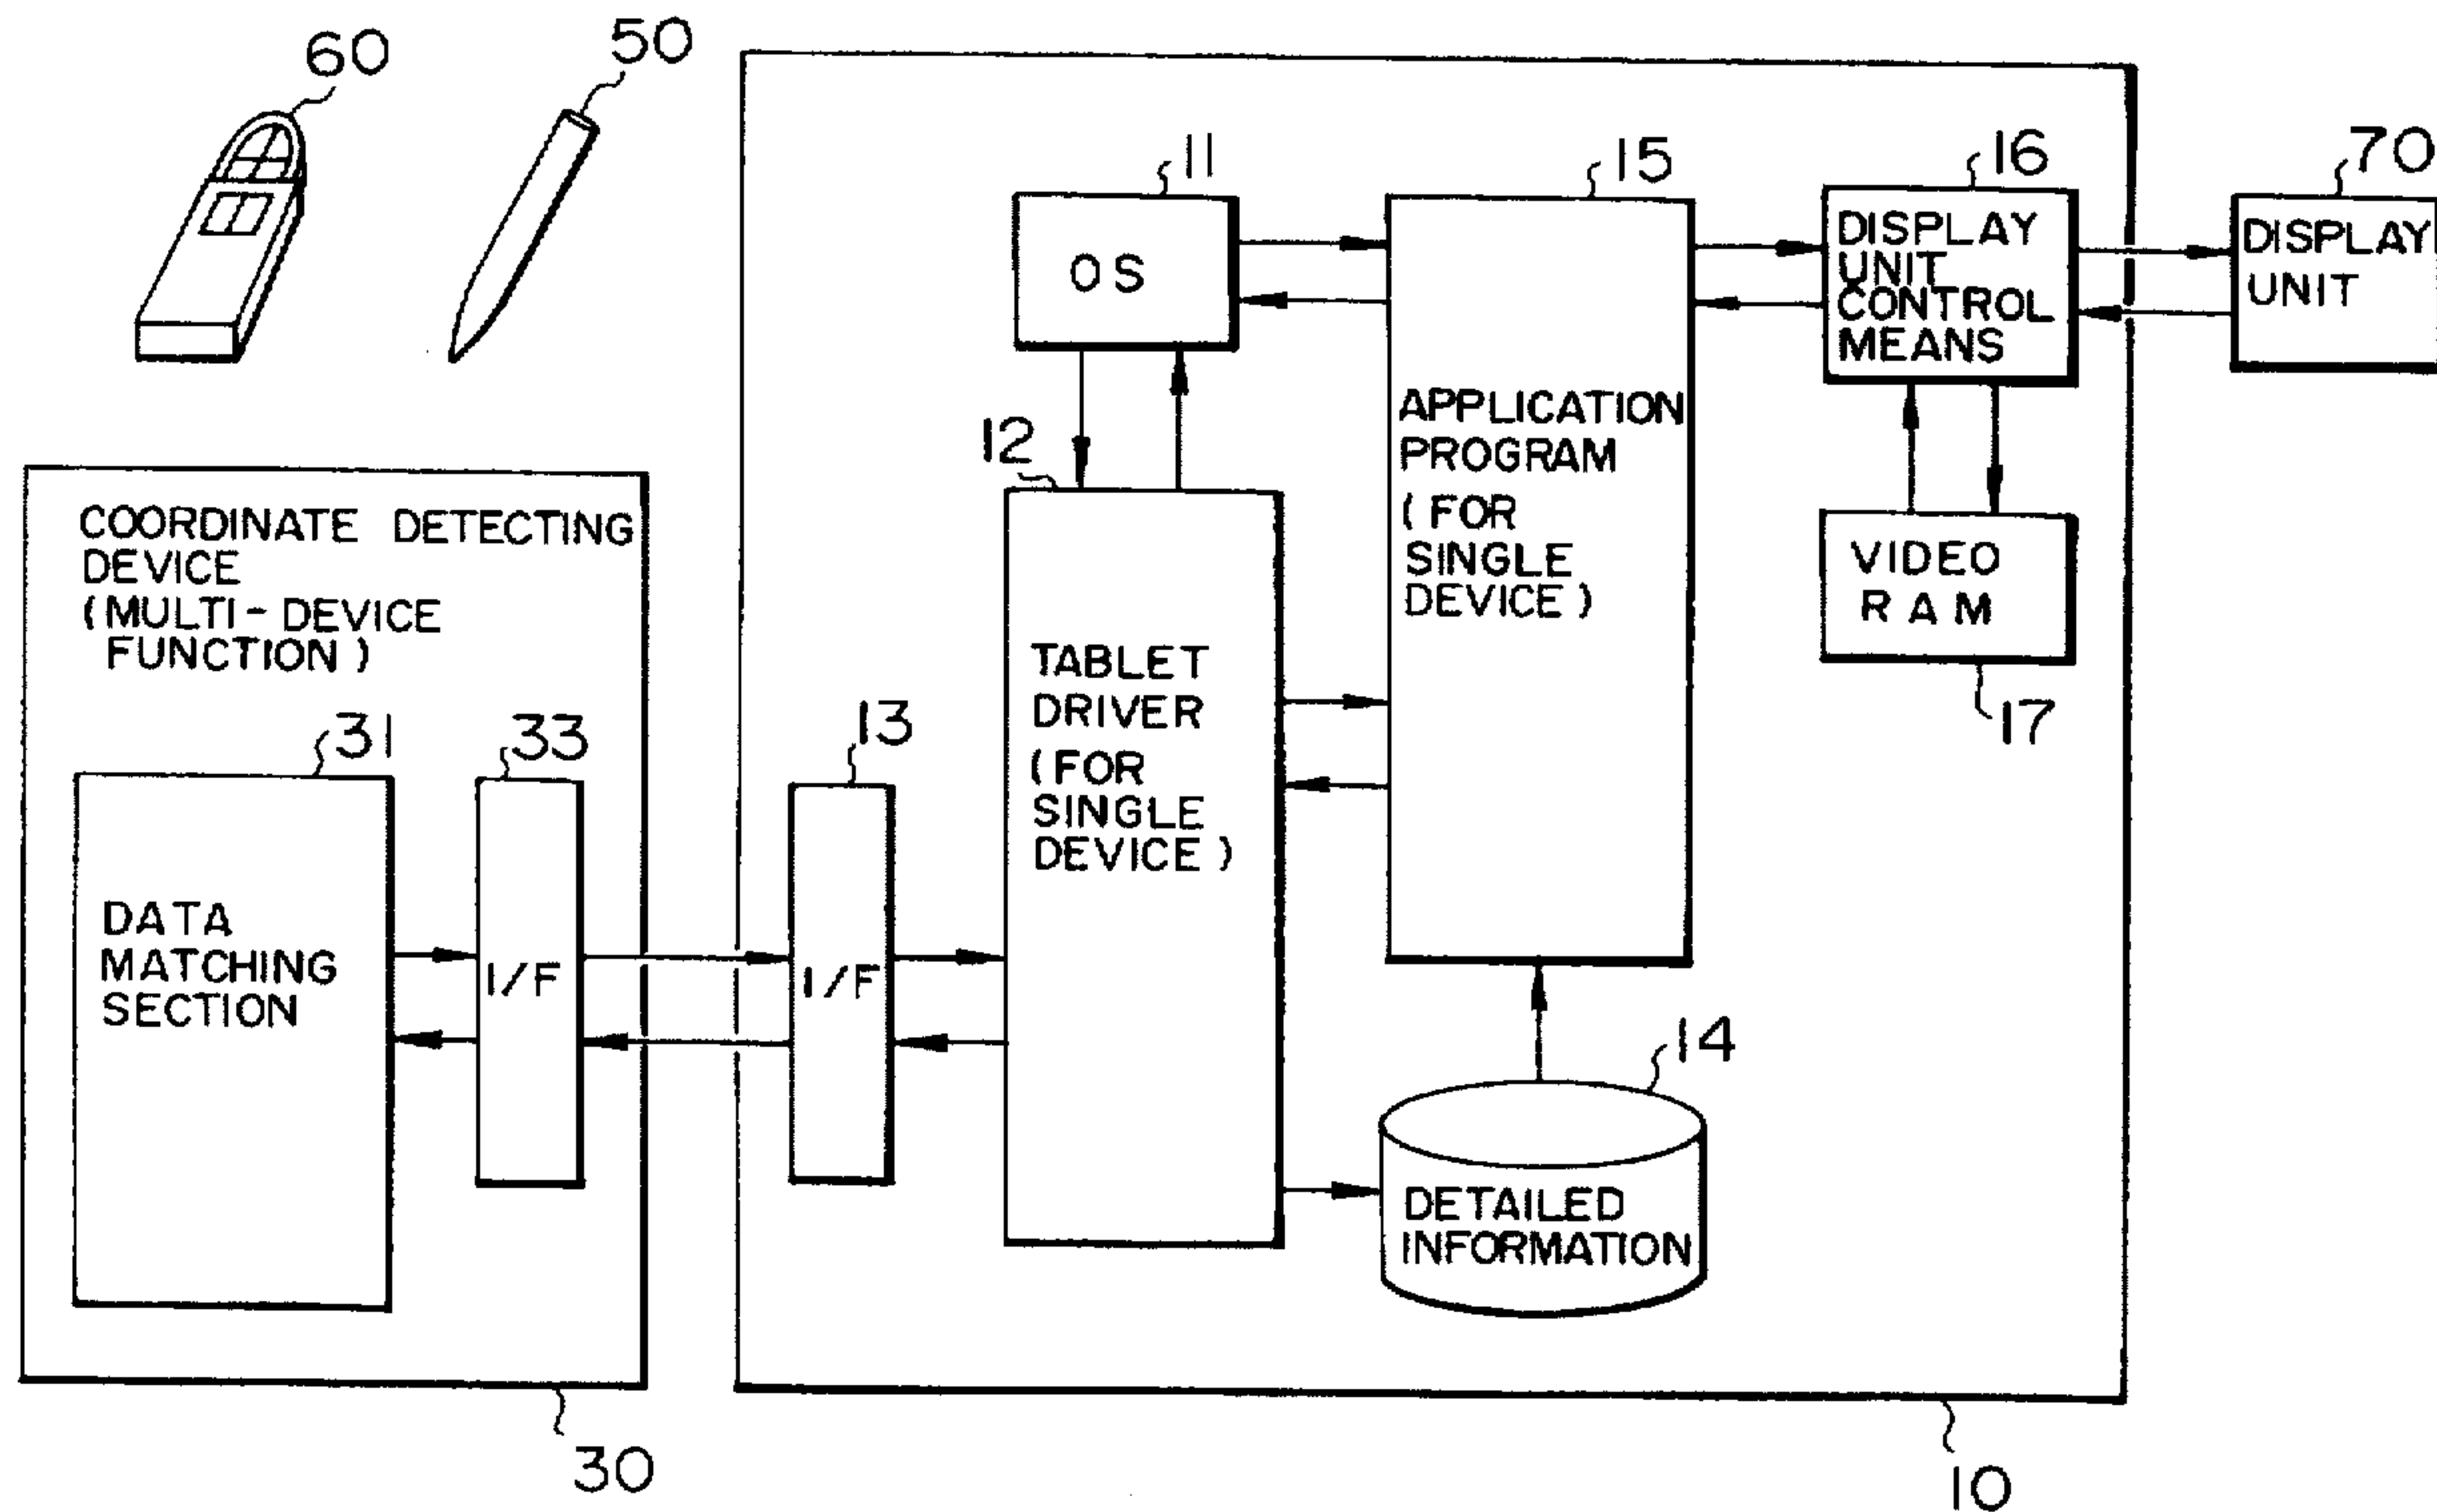 60
50
11
OS
15
APPLICATION
PROGRAM
(FOR
SINGLE
DEVICE)
16
DISPLAY
UNIT
CONTROL
MEANS
70
DISPLAY
UNIT
VIDEO
RAM
17
12
TABLET
DRIVER
(FOR
SINGLE
DEVICE)
COORDINATE DETECTING
DEVICE
(MULTI-DEVICE
FUNCTION)
31
DATA
MATCHING
SECTION
33
I/F
13
I/F
14
DETAILED
INFORMATION
30
10